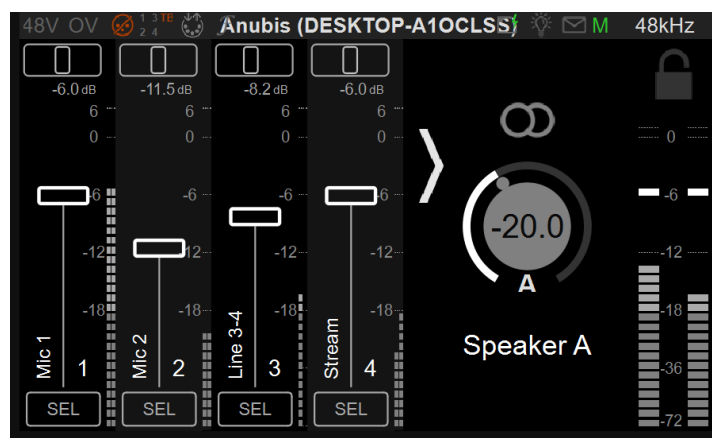 48V OV 1 3 TB 2 4 Anubis (DESKTOP-A1OCLSS) M 48kHz
-6.0 dB -11.5 dB -8.2 dB -6.0 dB
6 6 6 6
0 0 0 0 0
-6 -6 -6 -6 -6
-20.0
-12 -12 -12 -12 -12
A
-18 -18 -18 -18 -18
Speaker A
Mic 1 1 Mic 2 2 Line 3-4 3 Stream 4 -36
SEL SEL SEL SEL -72